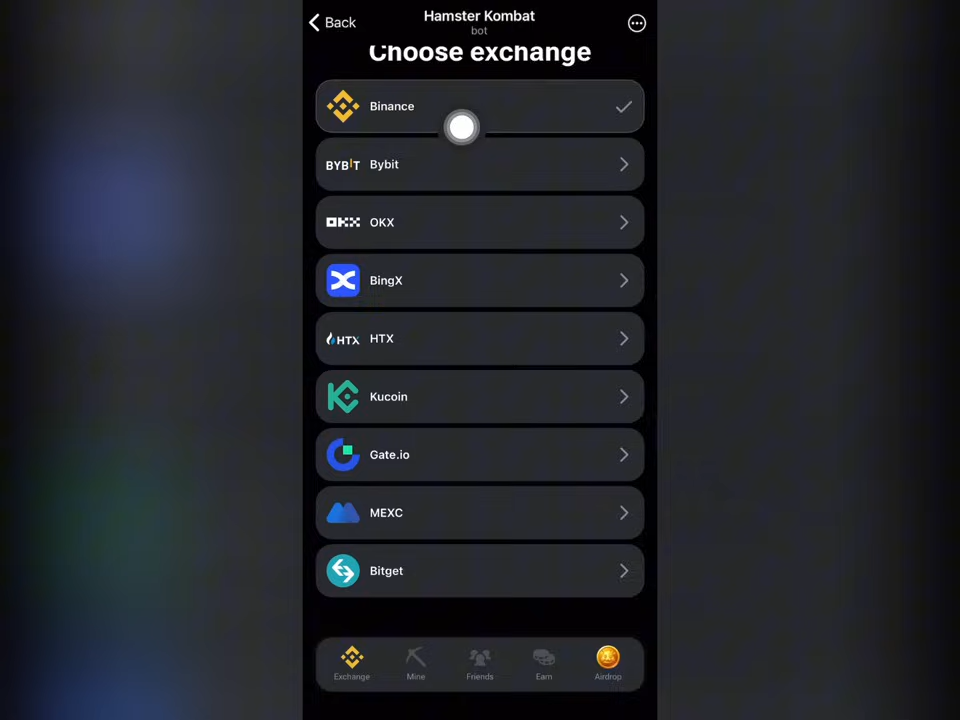 Back
Hamster Kombat
bot
Choose exchange
Binance
BYBIT Bybit
OKX OKX
BingX
HTX HTX
Kucoin
Gate.io
MEXC
Bitget
Exchange Mine Friends Earn Airdrop